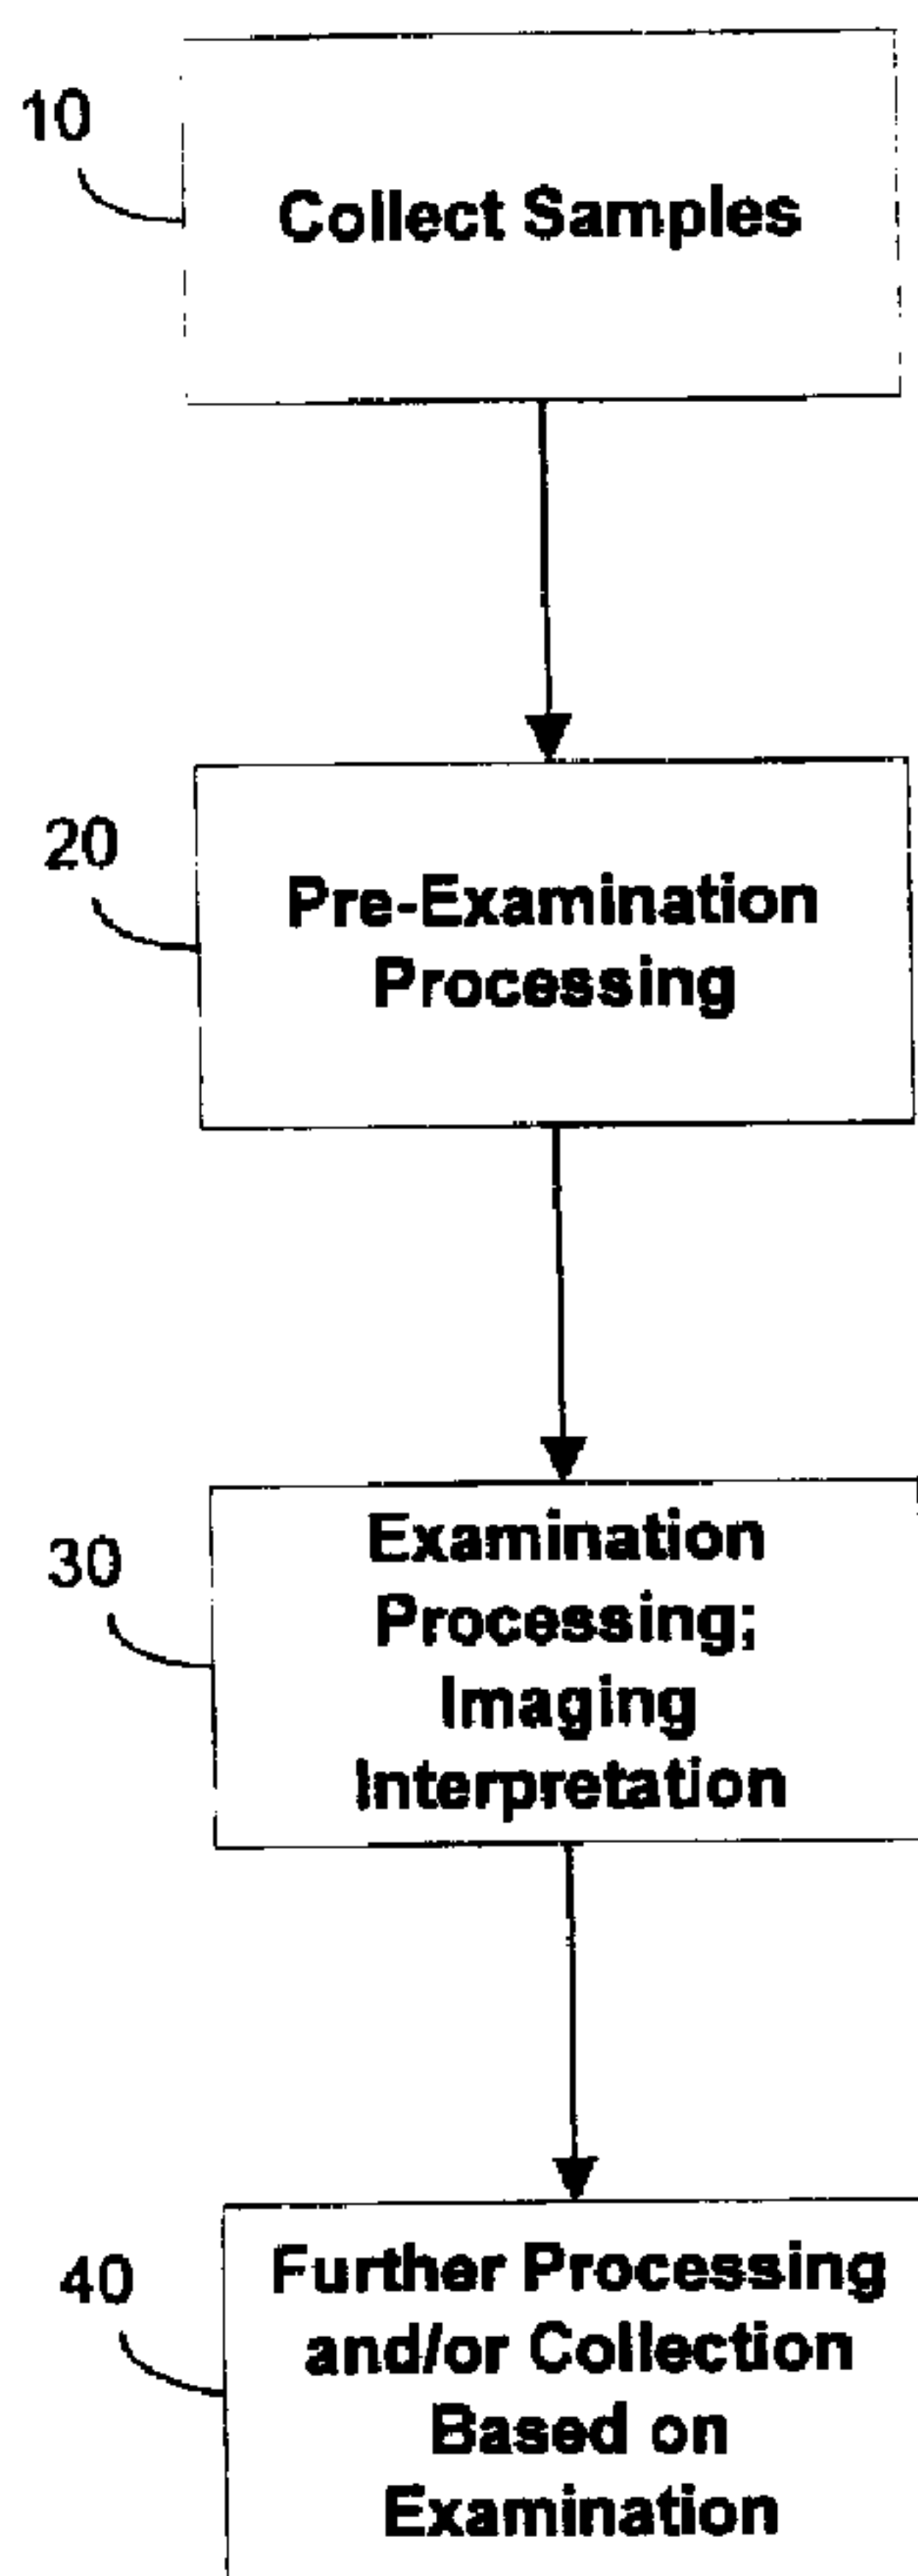 10
Collect Samples
20
Pre-Examination
Processing
30
Examination
Processing;
Imaging
Interpretation
40
Further Processing
and/or Collection
Based on
Examination